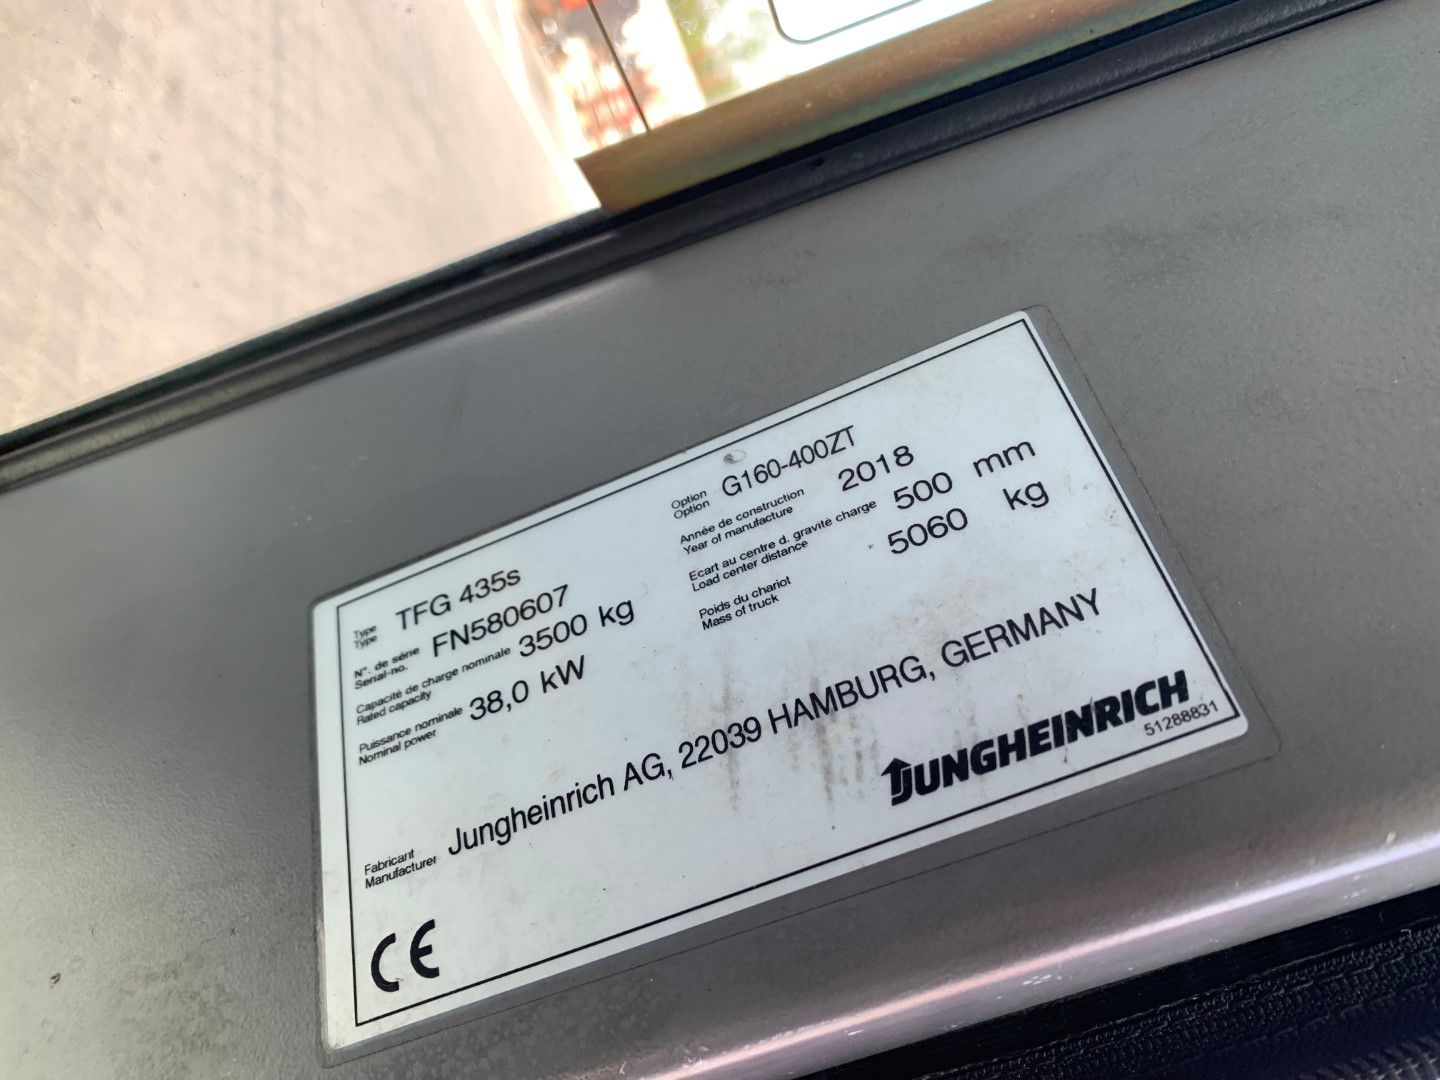 Type
Type TFG 435s
N°. de série
Serial-no. FN580607
Capacité de charge nominale
Rated capacity 3500 kg
Puissance nominale
Nominal power 38,0 kW
Option
Option G160-400ZT
Année de construction
Year of manufacture 2018
Ecart au centre d. gravité charge
Load center distance 500 mm
Poids du chariot
Mass of truck 5060 kg
Fabricant
Manufacturer Jungheinrich AG, 22039 HAMBURG, GERMANY
JUNGHEINRICH
51288831
CE